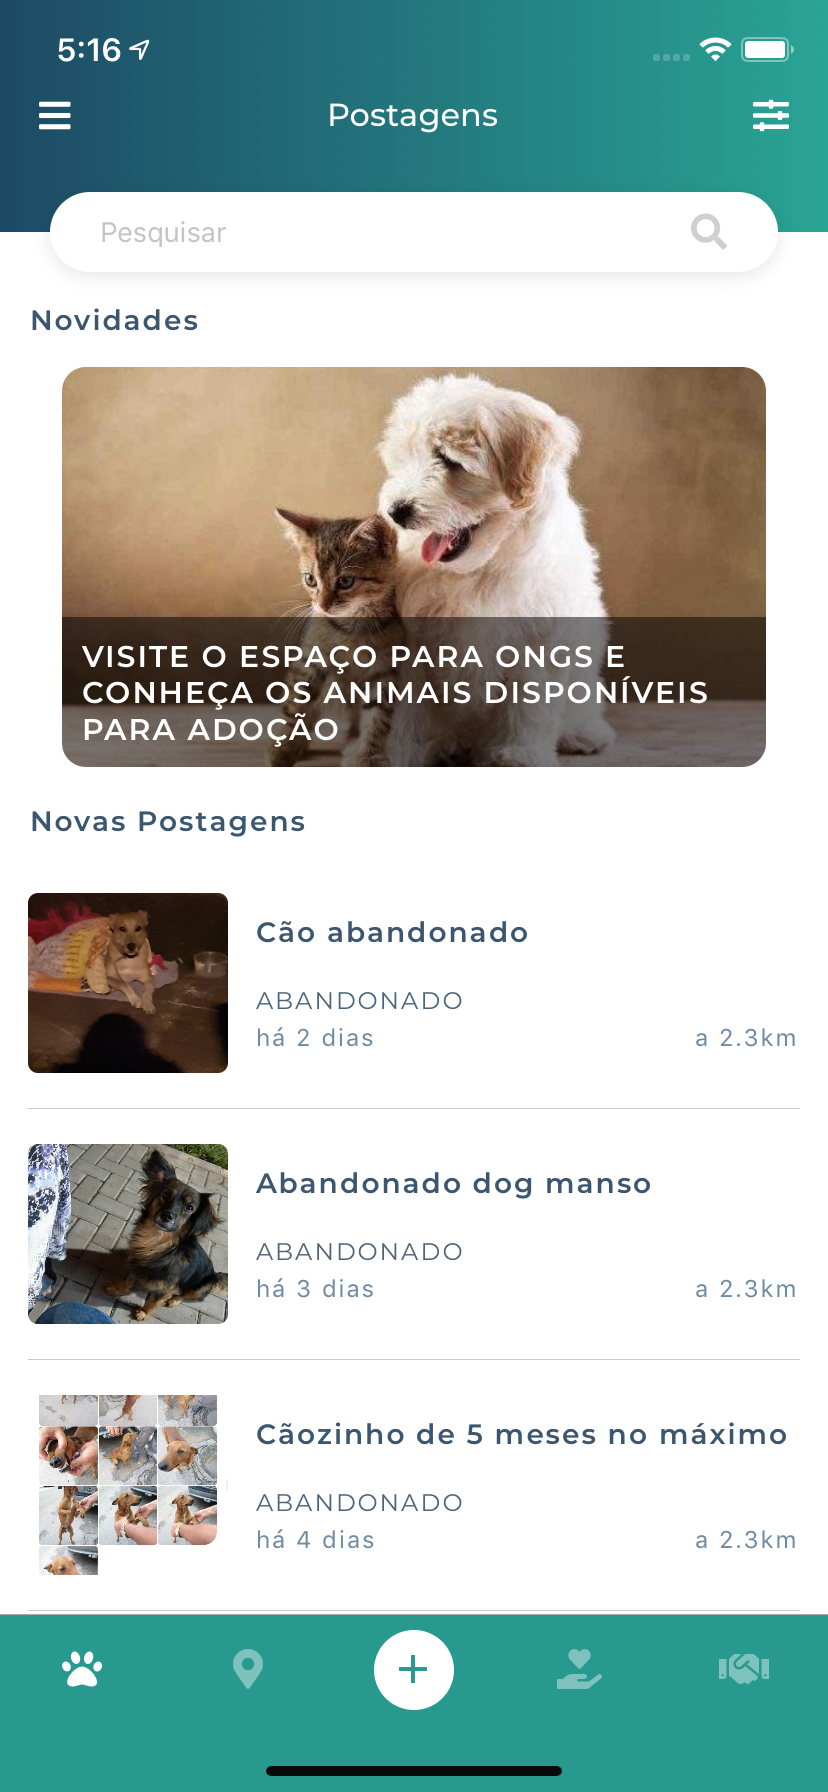 5:16
Postagens
Pesquisar
Novidades
VISITE O ESPAÇO PARA ONGS E
CONHEÇA OS ANIMAIS DISPONÍVEIS
PARA ADOÇÃO
Novas Postagens
Cão abandonado
ABANDONADO
há 2 dias a 2.3km
Abandonado dog manso
ABANDONADO
há 3 dias a 2.3km
Cãozinho de 5 meses no máximo
ABANDONADO
há 4 dias a 2.3km